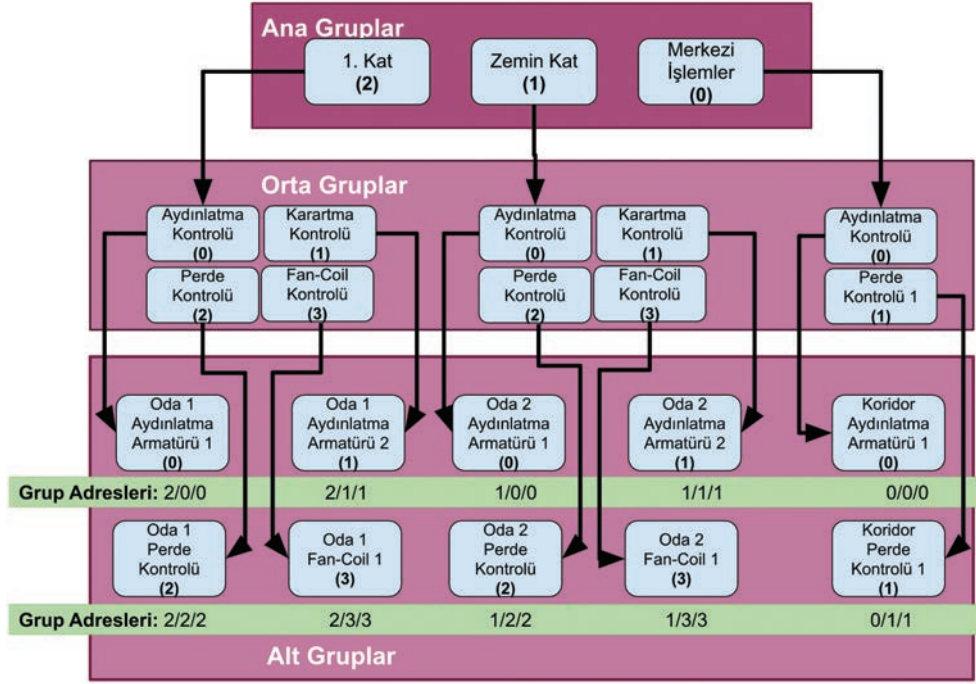 Ana Gruplar
1. Kat
(2)
Zemin Kat
(1)
Merkezi
İşlemler
(0)
Orta Gruplar
Aydınlatma
Kontrolü
(0)
Karartma
Kontrolü
(1)
Perde
Kontrolü
(2)
Fan-Coil
Kontrolü
(3)
Aydınlatma
Kontrolü
(0)
Karartma
Kontrolü
(1)
Perde
Kontrolü
(2)
Fan-Coil
Kontrolü
(3)
Aydınlatma
Kontrolü
(0)
Perde
Kontrolü 1
(1)
Oda 1
Aydınlatma
Armatürü 1
(0)
Oda 1
Aydınlatma
Armatürü 2
(1)
Oda 2
Aydınlatma
Armatürü 1
(0)
Oda 2
Aydınlatma
Armatürü 2
(1)
Koridor
Aydınlatma
Armatürü 1
(0)
Grup Adresleri: 2/0/0 2/1/1 1/0/0 1/1/1 0/0/0
Oda 1
Perde
Kontrolü
(2)
Oda 1
Fan-Coil 1
(3)
Oda 2
Perde
Kontrolü
(2)
Oda 2
Fan-Coil 1
(3)
Koridor
Perde
Kontrolü 1
(1)
Grup Adresleri: 2/2/2 2/3/3 1/2/2 1/3/3 0/1/1
Alt Gruplar